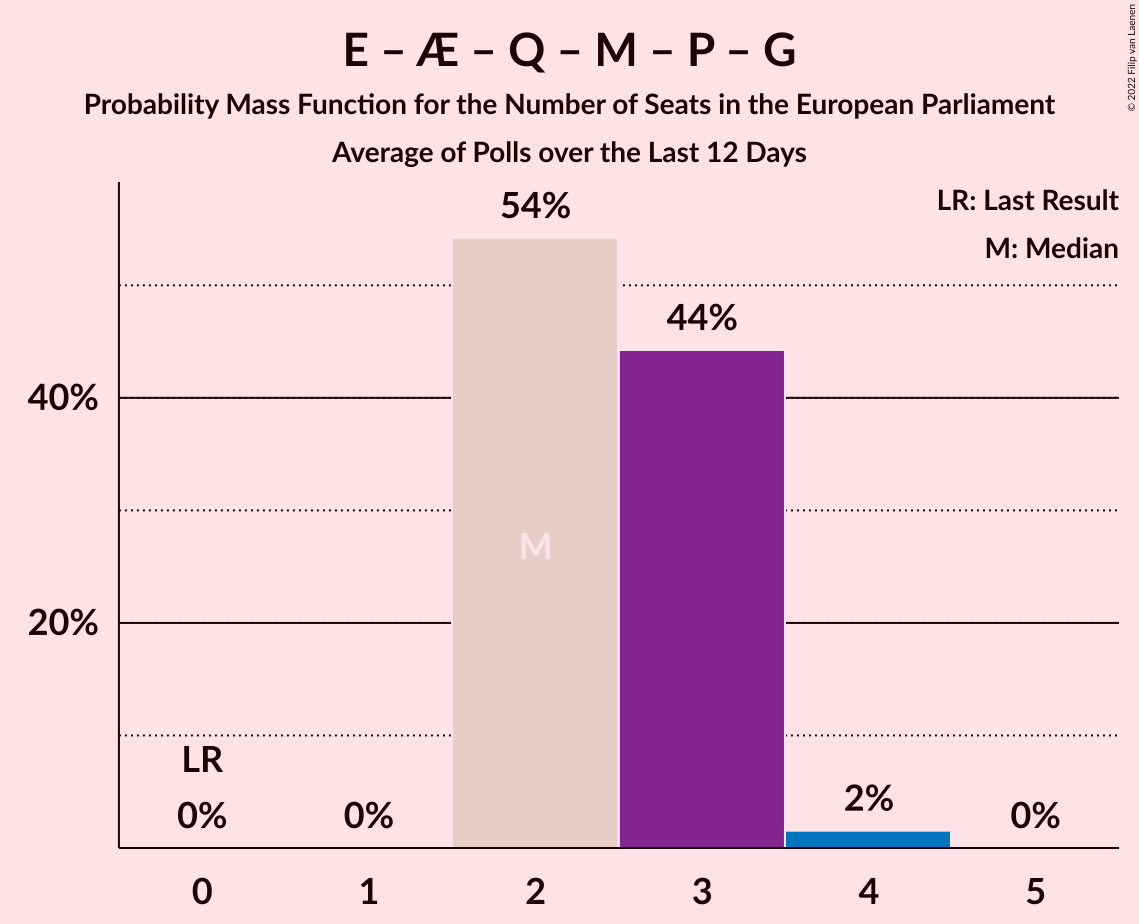 E – Æ – Q – M – P – G
Probability Mass Function for the Number of Seats in the European Parliament
Average of Polls over the Last 12 Days
© 2022 Filip van Laenen
LR: Last Result
M: Median
54%
44%
40%
M
20%
LR
0%
0%
2%
0%
0
1
2
3
4
5